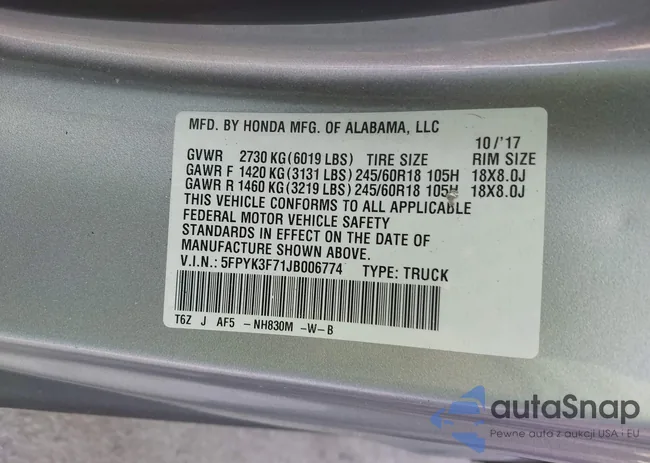 MFD. BY HONDA MFG. OF ALABAMA, LLC
10/'17
GVWR 2730 KG(6019 LBS) TIRE SIZE RIM SIZE
GAWR F 1420 KG(3131 LBS) 245/60R18 105H 18X8.0J
GAWR R 1460 KG(3219 LBS) 245/60R18 105H 18X8.0J
THIS VEHICLE CONFORMS TO ALL APPLICABLE
FEDERAL MOTOR VEHICLE SAFETY
STANDARDS IN EFFECT ON THE DATE OF
MANUFACTURE SHOWN ABOVE.
V.I.N.: 5FPYK3F71JB006774 TYPE: TRUCK
T6Z J AF5 -NH830M -W-B
autaSnap
Pewne auta z aukcji USA i EU